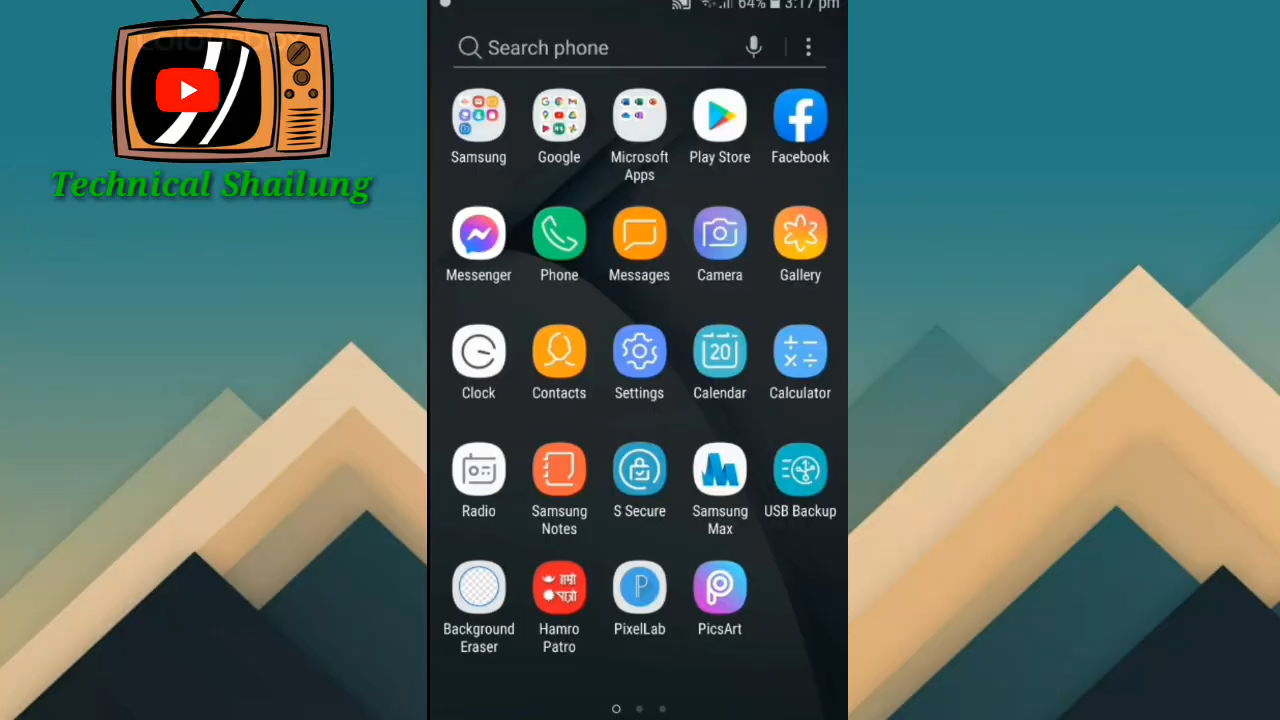 64% 3:17 pm
Search phone
Technical Shailung
Samsung
Google
Microsoft
Apps
Play Store
Facebook
Messenger
Phone
Messages
Camera
Gallery
Clock
Contacts
Settings
20
Calendar
Calculator
Radio
Samsung
Notes
S Secure
Samsung
Max
USB Backup
हाम्रो
पात्रो
Background
Eraser
Hamro
Patro
PixelLab
PicsArt